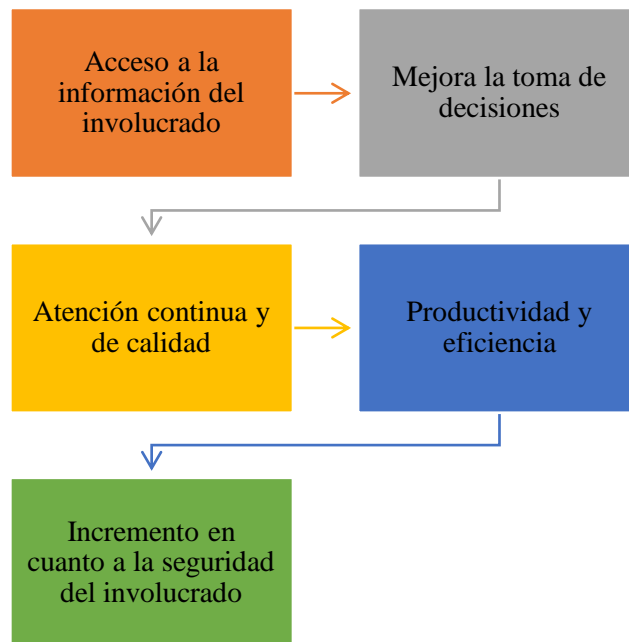 Acceso a la
información del
involucrado
Mejora la toma de
decisiones
Atención continua y
de calidad
Productividad y
eficiencia
Incremento en
cuanto a la seguridad
del involucrado